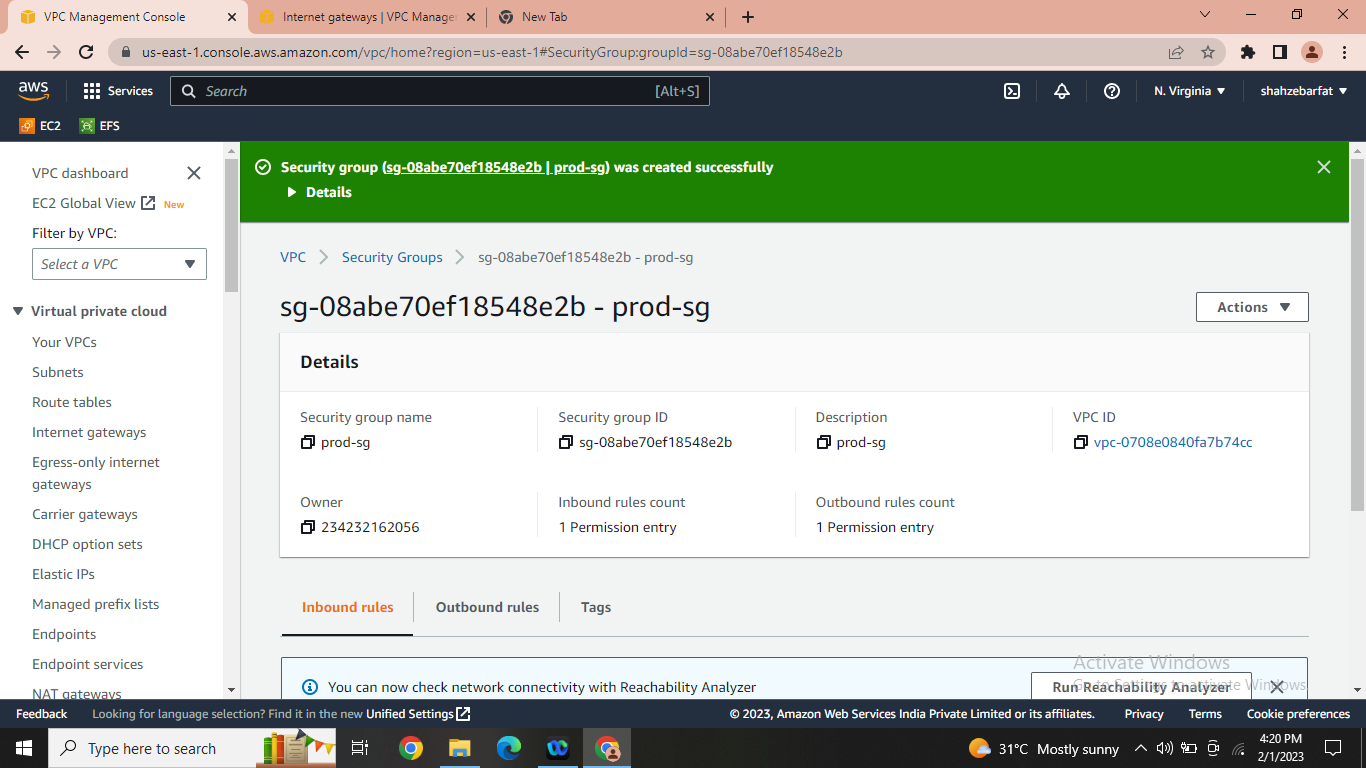 VPC Management Console
Internet gateways | VPC Manage
New Tab
us-east-1.console.aws.amazon.com/vpc/home?region=us-east-1#SecurityGroup:groupId=sg-08abe70ef18548e2b
aws
Services
Search
[Alt+S]
N. Virginia
shahzebarfat
EC2
EFS
VPC dashboard
EC2 Global View
New
Filter by VPC:
Select a VPC
Virtual private cloud
Your VPCs
Subnets
Route tables
Internet gateways
Egress-only internet
gateways
Carrier gateways
DHCP option sets
Elastic IPs
Managed prefix lists
Endpoints
Endpoint services
NAT gateways
Security group (sg-08abe70ef18548e2b | prod-sg) was created successfully
Details
VPC
Security Groups
sg-08abe70ef18548e2b - prod-sg
sg-08abe70ef18548e2b - prod-sg
Actions
Details
Security group name
prod-sg
Security group ID
sg-08abe70ef18548e2b
Description
prod-sg
VPC ID
vpc-0708e0840fa7b74cc
Owner
234232162056
Inbound rules count
1 Permission entry
Outbound rules count
1 Permission entry
Inbound rules
Outbound rules
Tags
You can now check network connectivity with Reachability Analyzer
Run Reachability Analyzer
Activate Windows
Go to Settings to activate Windows.
Feedback
Looking for language selection? Find it in the new Unified Settings
© 2023, Amazon Web Services India Private Limited or its affiliates.
Privacy
Terms
Cookie preferences
Type here to search
31°C Mostly sunny
4:20 PM
2/1/2023